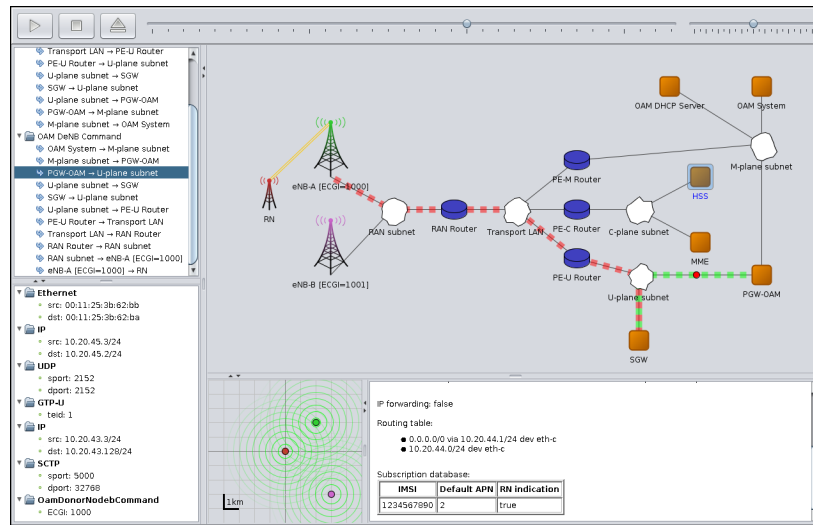 Transport LAN → PE-U Router
PE-U Router → U-plane subnet
U-plane subnet → SGW
SGW → U-plane subnet
U-plane subnet → PGW-OAM
PGW-OAM → M-plane subnet
M-plane subnet → OAM System
OAM DeNB Command
OAM System → M-plane subnet
M-plane subnet → PGW-OAM
PGW-OAM → U-plane subnet
U-plane subnet → SGW
SGW → U-plane subnet
U-plane subnet → PE-U Router
PE-U Router → Transport LAN
Transport LAN → RAN Router
RAN Router → RAN subnet
RAN subnet → eNB-A [ECGI=1000]
eNB-A [ECGI=1000] → RN
Ethernet
src: 00:11:25:3b:62:bb
dst: 00:11:25:3b:62:ba
IP
src: 10.20.45.3/24
dst: 10.20.45.2/24
UDP
sport: 2152
dport: 2152
GTP-U
teid: 1
IP
src: 10.20.43.3/24
dst: 10.20.43.128/24
SCTP
sport: 5000
dport: 32768
OamDonorNodebCommand
ECGI: 1000
OAM DHCP Server
OAM System
M-plane subnet
PE-M Router
eNB-A [ECGI=1000]
HSS
RN
RAN subnet
RAN Router
Transport LAN
PE-C Router
C-plane subnet
MME
eNB-B [ECGI=1001]
PE-U Router
U-plane subnet
PGW-OAM
SGW
1km
IP forwarding: false
Routing table:
0.0.0.0/0 via 10.20.44.1/24 dev eth-c
10.20.44.0/24 dev eth-c
Subscription database:
IMSI Default APN RN indication
1234567890 2 true